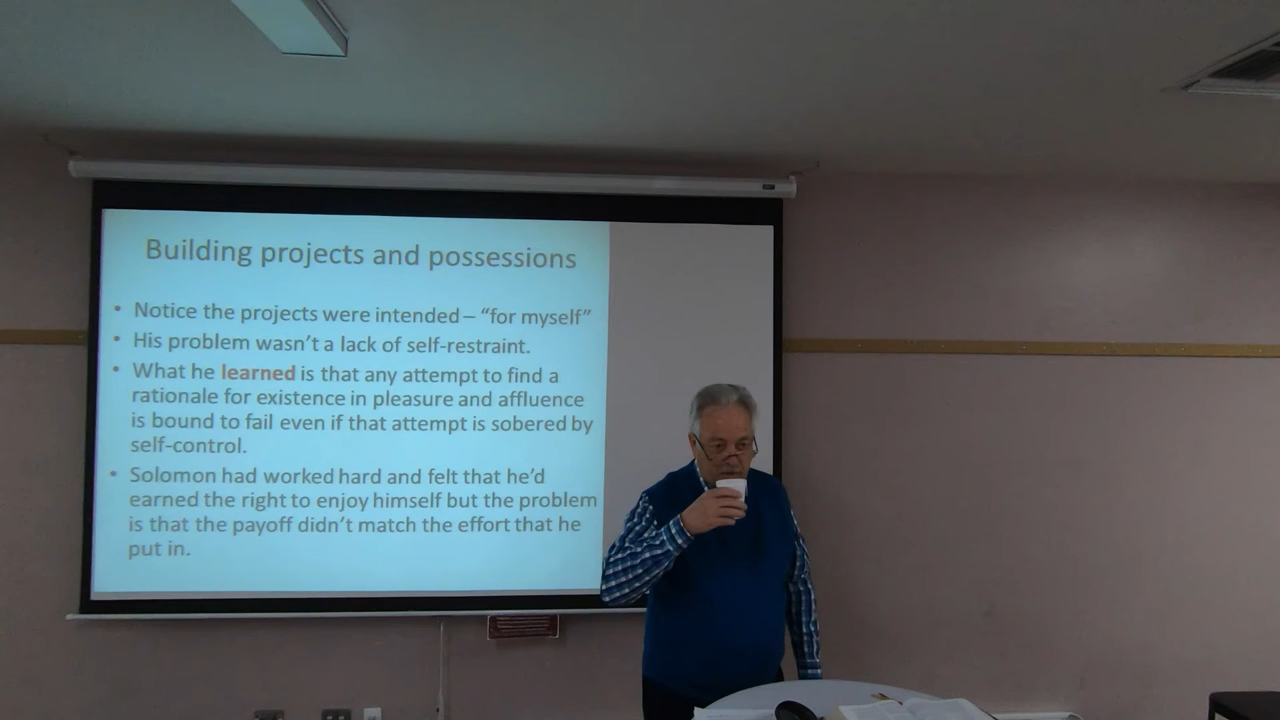 Building projects and possessions
• Notice the projects were intended – “for myself”
• His problem wasn’t a lack of self-restraint.
• What he learned is that any attempt to find a
rationale for existence in pleasure and affluence
is bound to fail even if that attempt is sobered by
self-control.
• Solomon had worked hard and felt that he’d
earned the right to enjoy himself but the problem
is that the payoff didn’t match the effort that he
put in.